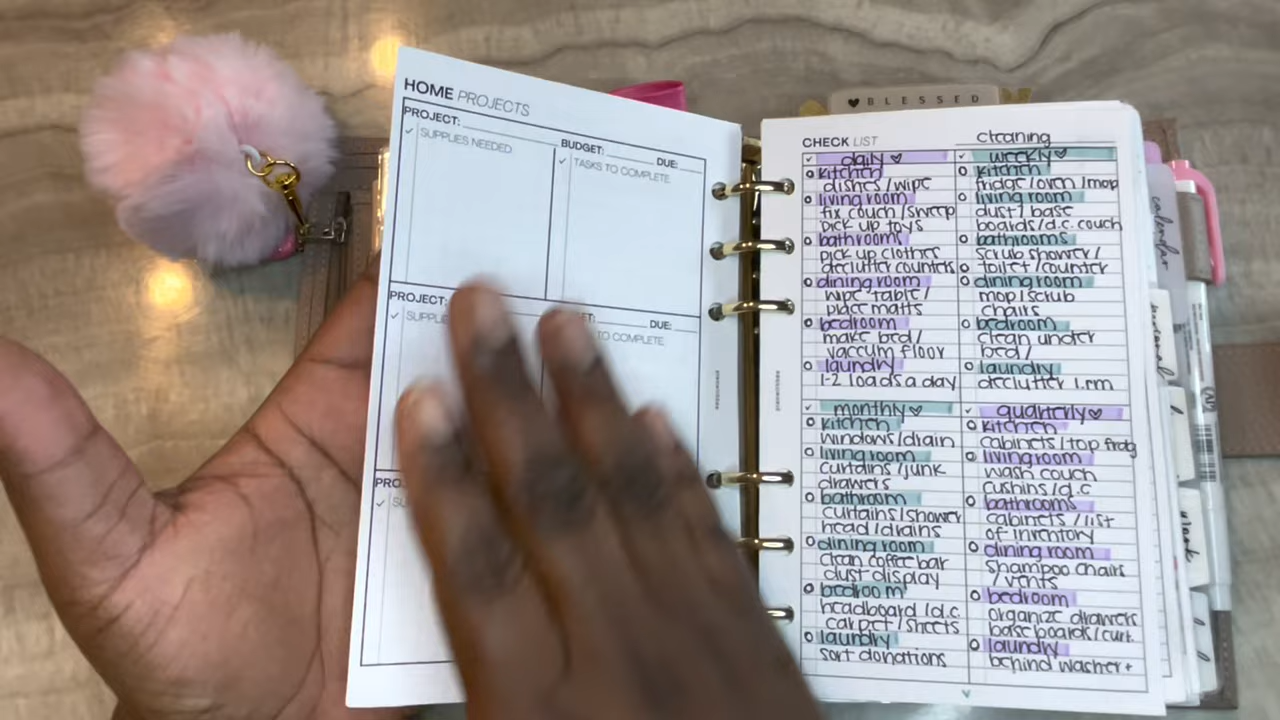 BLESSED
HOME PROJECTS
PROJECT:
BUDGET:
DUE:
SUPPLIES NEEDED
TASKS TO COMPLETE
PROJECT:
DUE:
TO COMPLETE
CHECK LIST cleaning
daily
kitchen
dishes/wipe
living room
fix couch/sweep
pick up toys
bathrooms
pick up clothes
declutter counters
dining room
wipe table/
place matts
bedroom
make bed/
vaccum floor
laundry
1-2 loads a day
weekly
kitchen
fridge/oven/mop
living room
dust/base
boards/d.c. couch
bathrooms
scrub shower/
toilet/counter
dining room
mop/scrub
chairs
bedroom
clean under
bed/
laundry
declutter 1.rm
monthly
kitchen
windows/drain
living room
curtains/junk
drawers
bathroom
curtains/shower
head/drains
dining room
clean coffee bar
dust display
bedroom
headboard/d.c.
carpet/sheets
laundry
sort donations
quarterly
kitchen
cabinets/top fridg
living room
wash couch
cushins/d.c
bathrooms
cabinets/list
of inventory
dining room
shampoo chairs
/vents
bedroom
organize drawers
baseboards/curt.
laundry
behind washer+
calendar